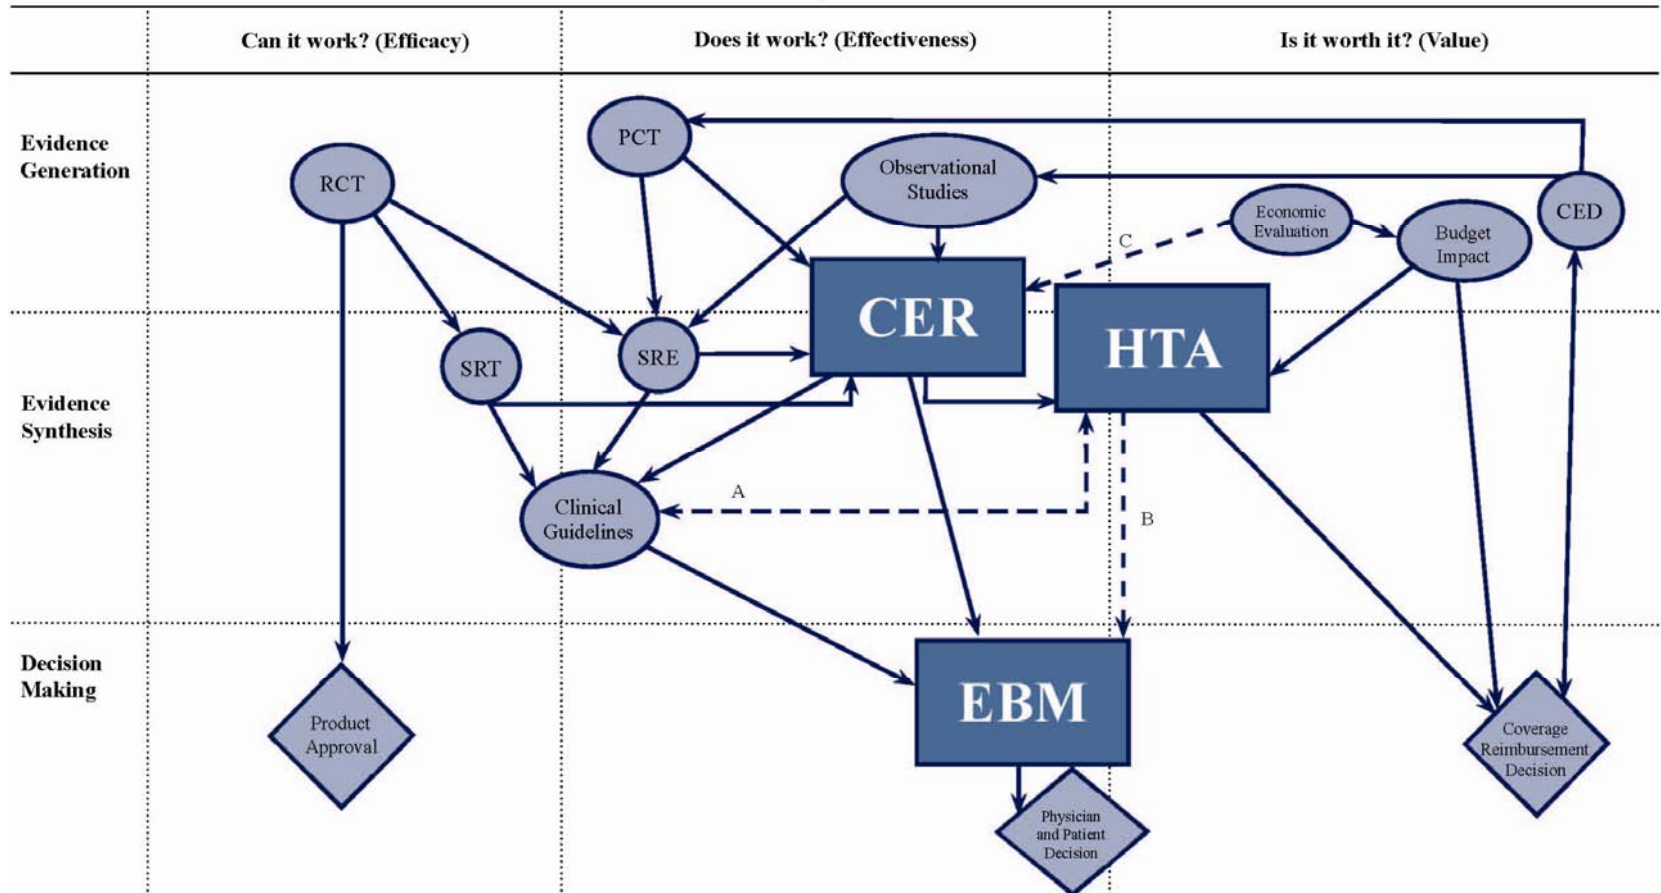 Can it work? (Efficacy)
Does it work? (Effectiveness)
Is it worth it? (Value)
Evidence
Generation
RCT
PCT
Observational
Studies
Economic
Evaluation
Budget
Impact
CED
C
CER
HTA
Evidence
Synthesis
SRT
SRE
Clinical
Guidelines
A
B
Decision
Making
Product
Approval
EBM
Physician
and Patient
Decision
Coverage
Reimbursement
Decision